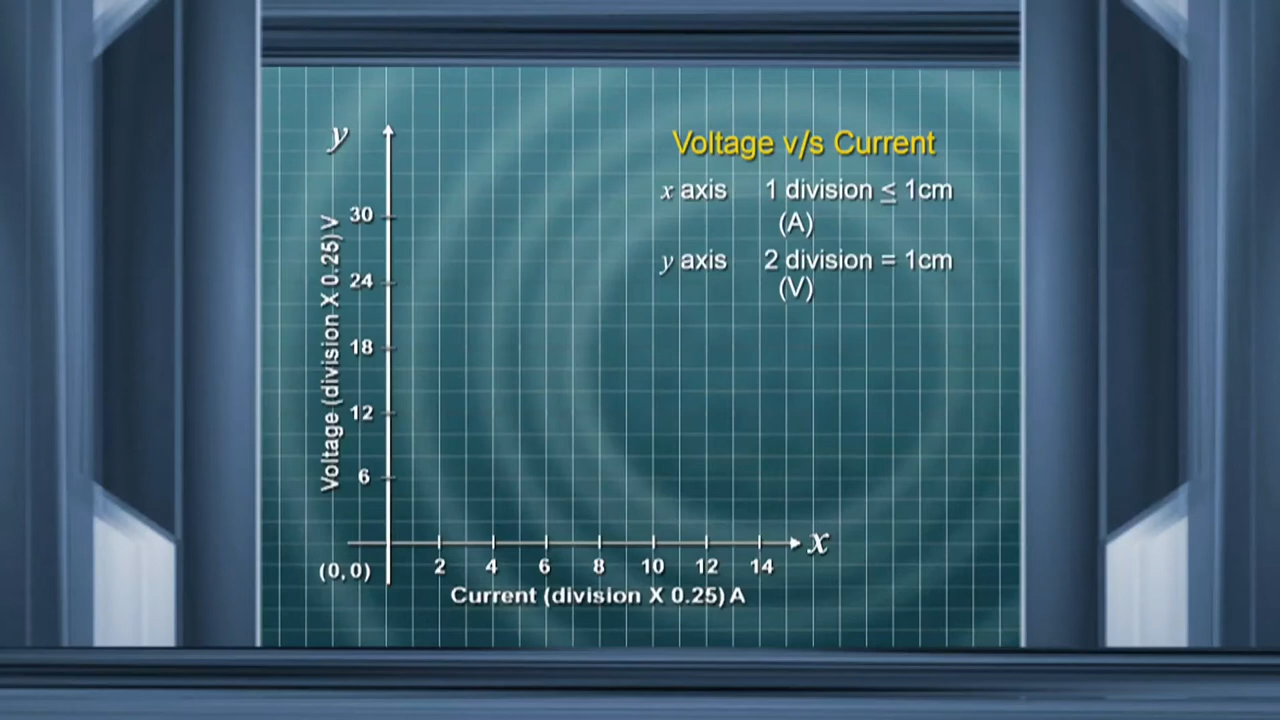 Voltage v/s Current
x axis 1 division ≤ 1cm
(A)
y axis 2 division = 1cm
(V)
y
30
24
18
12
6
Voltage (division X 0.25) V
(0, 0)
2 4 6 8 10 12 14
x
Current (division X 0.25) A